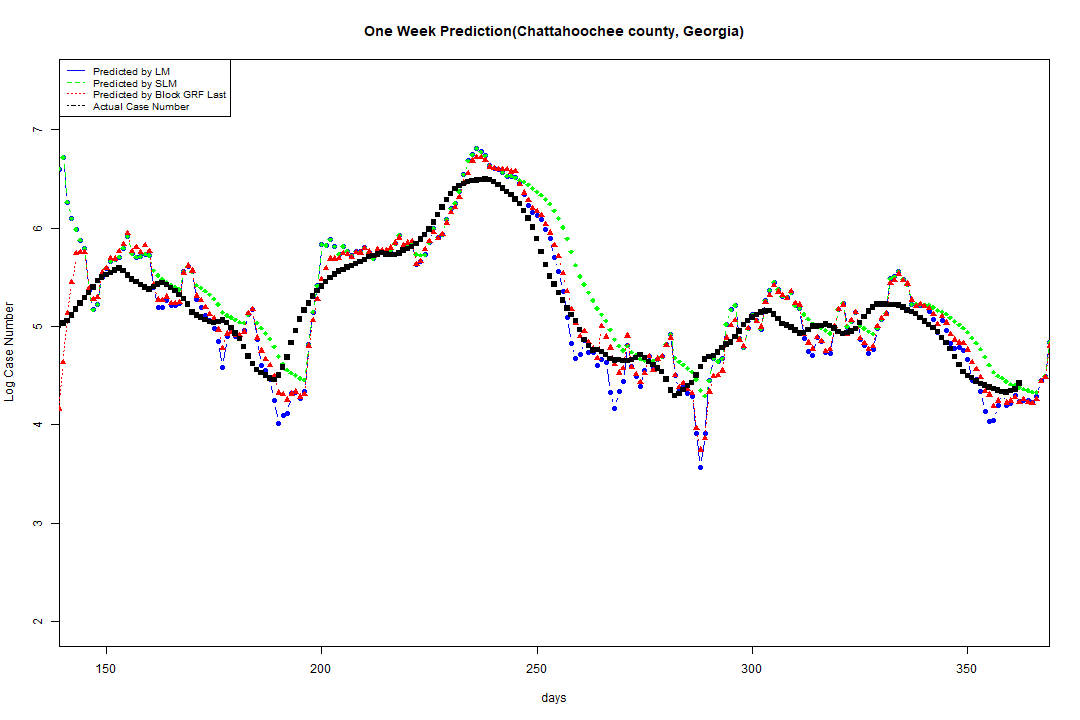 One Week Prediction(Chattahoochee county, Georgia)
Predicted by LM
Predicted by SLM
Predicted by Block GRF Last
Actual Case Number
Log Case Number
7
6
5
4
3
2
150 200 250 300 350
days